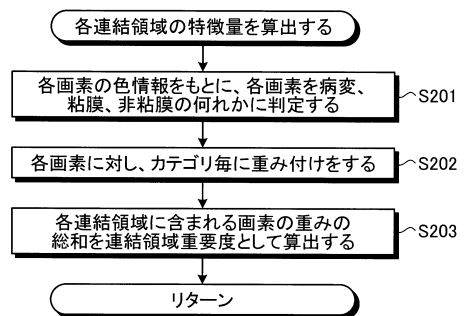 各連結領域の特徴量を算出する
各画素の色情報をもとに、各画素を病変、
粘膜、非粘膜の何れかに判定する
S201
各画素に対し、カテゴリ毎に重み付けをする
S202
各連結領域に含まれる画素の重みの
総和を連結領域重要度として算出する
S203
リターン